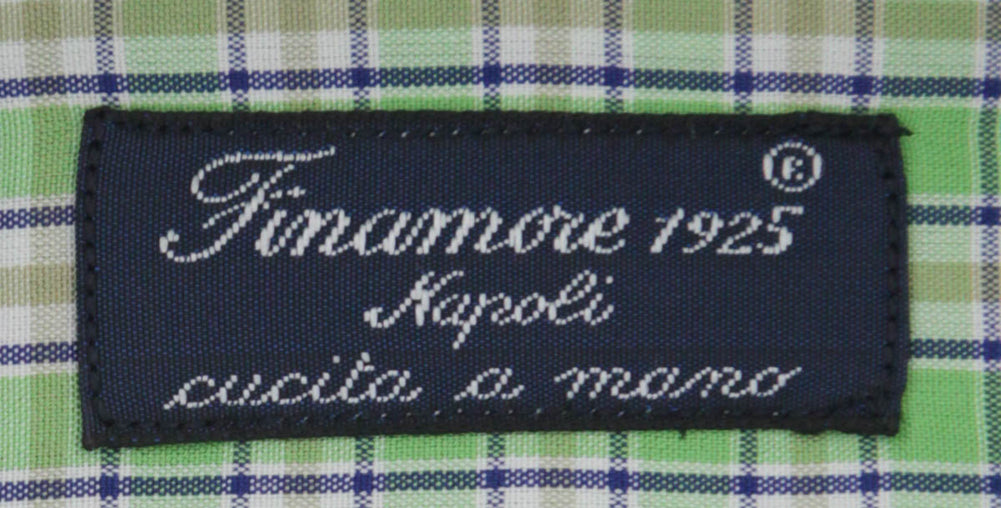 Finamore 1925®
Napoli
cucita a mano